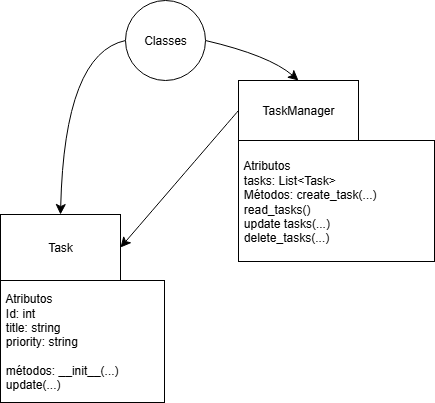 Classes
TaskManager
Atributos
tasks: List<Task>
Métodos: create_task(...)
read_tasks()
update tasks(...)
delete_tasks(...)
Task
Atributos
Id: int
title: string
priority: string
métodos: __init__(...)
update(...)